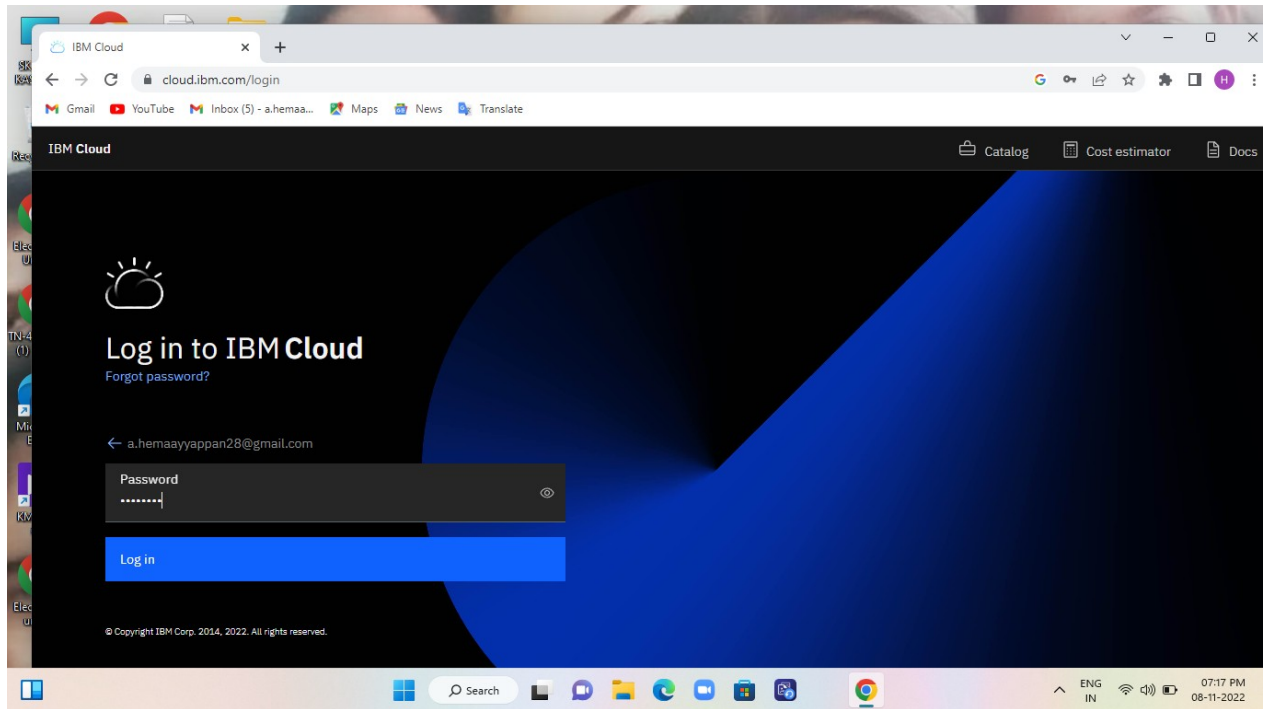 IBM Cloud
cloud.ibm.com/login
G
H
Gmail
YouTube
Inbox (5) - a.hemaa...
Maps
News
Translate
IBM Cloud
Catalog
Cost estimator
Docs
Log in to IBM Cloud
Forgot password?
← a.hemaayyappan28@gmail.com
Password
••••••••
Log in
© Copyright IBM Corp. 2014, 2022. All rights reserved.
Search
ENG
IN
07:17 PM
08-11-2022